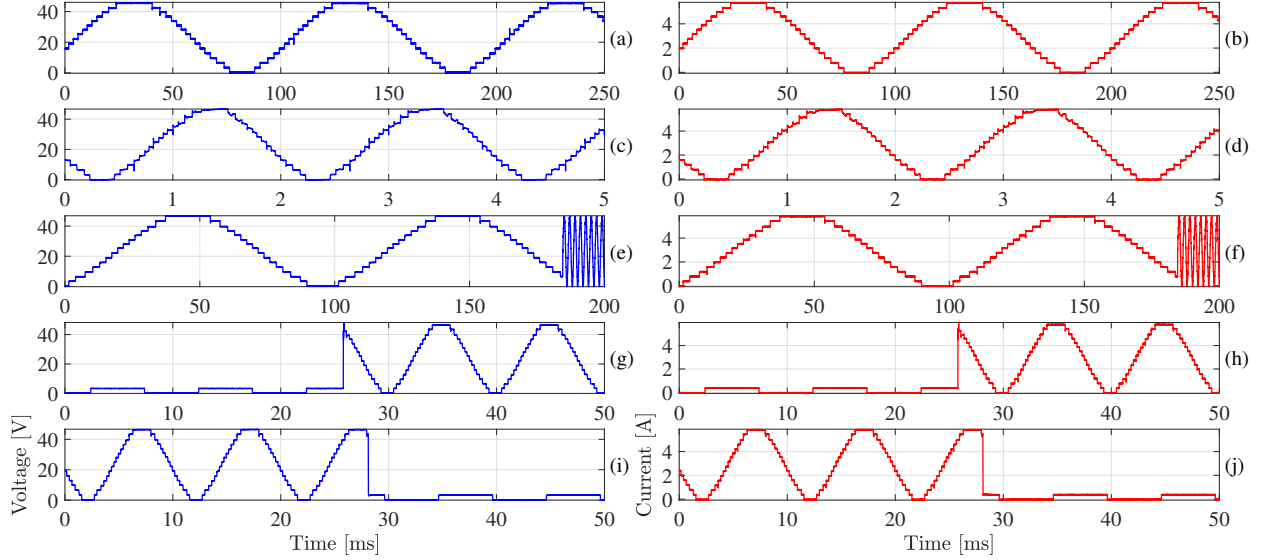 40 20 0 (a) 4 2 0 (b)
0 50 100 150 200 250 0 50 100 150 200 250
40 20 0 (c) 4 2 0 (d)
0 1 2 3 4 5 0 1 2 3 4 5
40 20 0 (e) 4 2 0 (f)
0 50 100 150 200 0 50 100 150 200
40 20 0 (g) 4 2 0 (h)
0 10 20 30 40 50 0 10 20 30 40 50
Voltage [V] 40 20 0 (i) Current [A] 4 2 0 (j)
0 10 20 30 40 50 0 10 20 30 40 50
Time [ms] Time [ms]